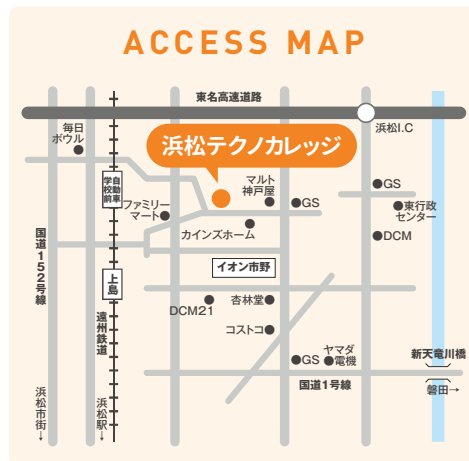 ACCESS MAP
東名高速道路
浜松I.C
毎日
ボウル
浜松テクノカレッジ
自動車
学校前
ファミリー
マート
マルト
神戸屋
GS
GS
東行政
センター
カインズホーム
DCM
国道152号線
上島
イオン市野
DCM21
杏林堂
遠州鉄道
コストコ
GS
ヤマダ
電機
新天竜川橋
国道1号線
磐田→
浜松市街→
浜松駅→